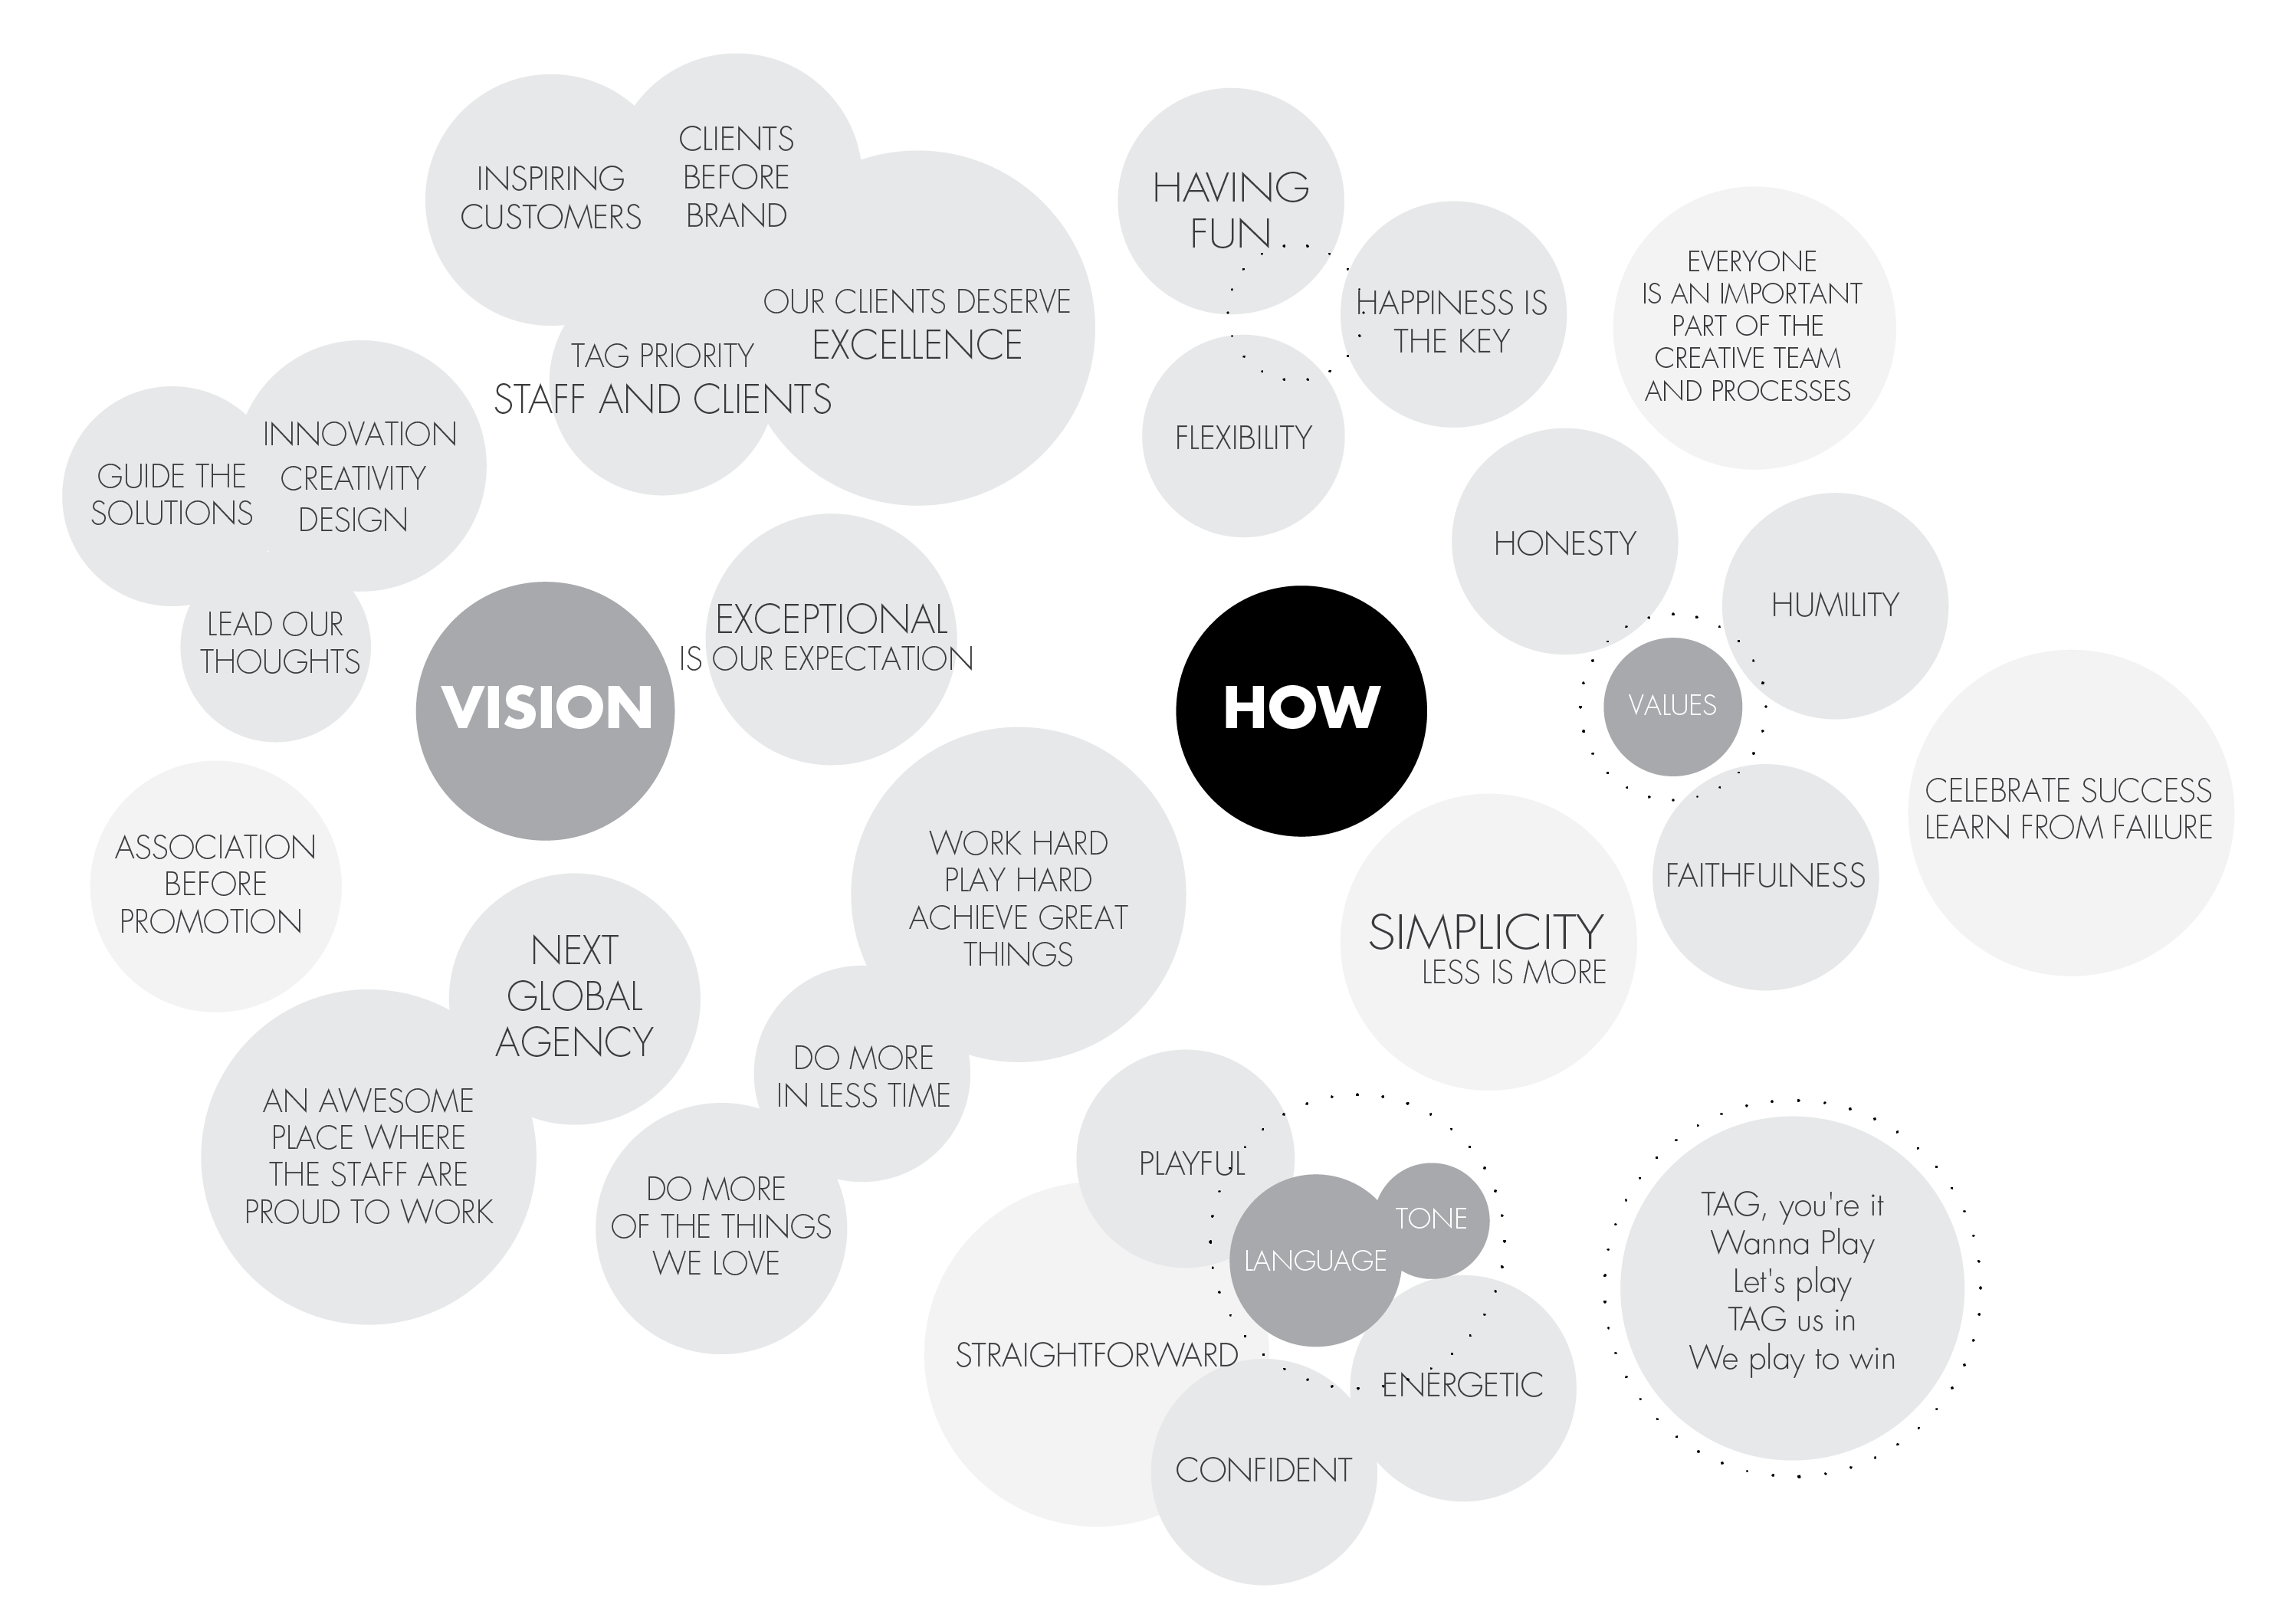 INSPIRING
CUSTOMERS
CLIENTS
BEFORE
BRAND
OUR CLIENTS DESERVE
EXCELLENCE
TAG PRIORITY
STAFF AND CLIENTS
GUIDE THE
SOLUTIONS
INNOVATION
CREATIVITY
DESIGN
LEAD OUR
THOUGHTS
VISION
EXCEPTIONAL
IS OUR EXPECTATION
ASSOCIATION
BEFORE
PROMOTION
NEXT
GLOBAL
AGENCY
AN AWESOME
PLACE WHERE
THE STAFF ARE
PROUD TO WORK
WORK HARD
PLAY HARD
ACHIEVE GREAT
THINGS
DO MORE
IN LESS TIME
DO MORE
OF THE THINGS
WE LOVE
HAVING
FUN
HAPPINESS IS
THE KEY
FLEXIBILITY
EVERYONE
IS AN IMPORTANT
PART OF THE
CREATIVE TEAM
AND PROCESSES
HOW
HONESTY
HUMILITY
VALUES
FAITHFULNESS
CELEBRATE SUCCESS
LEARN FROM FAILURE
SIMPLICITY
LESS IS MORE
PLAYFUL
TONE
LANGUAGE
STRAIGHTFORWARD
ENERGETIC
CONFIDENT
TAG, you're it
Wanna Play
Let's play
TAG us in
We play to win